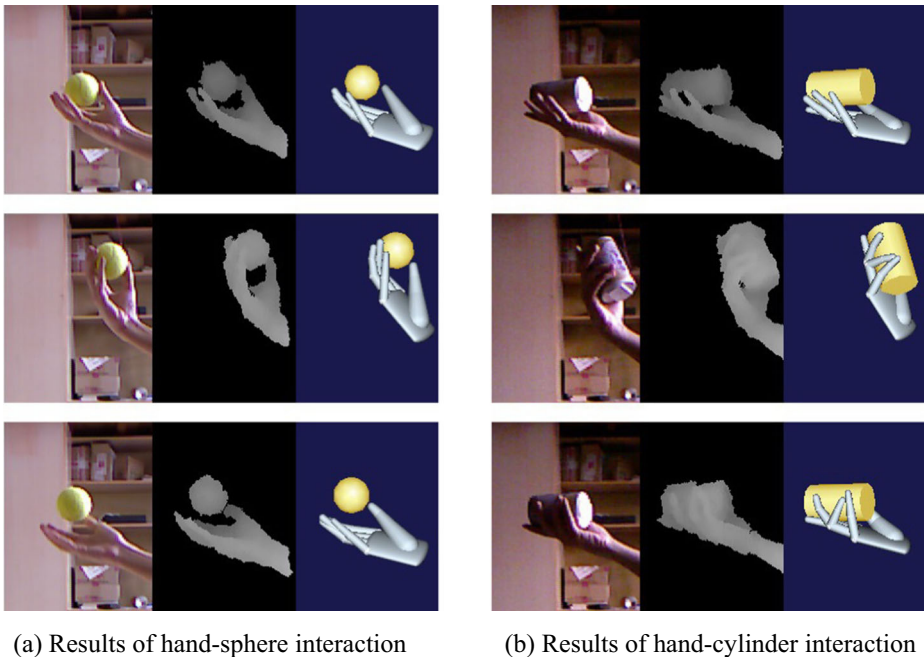 (a) Results of hand-sphere interaction
(b) Results of hand-cylinder interaction